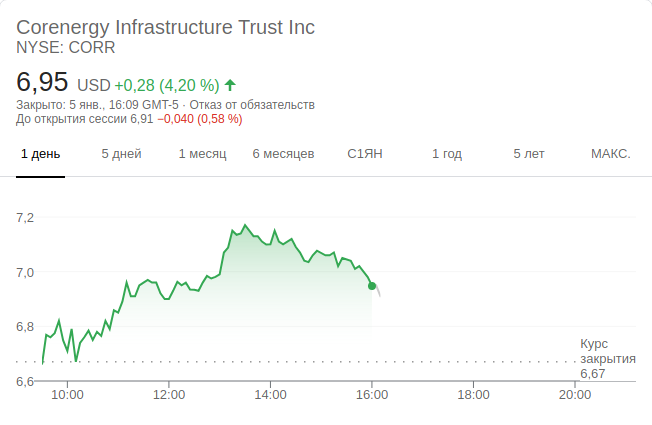 Corenergy Infrastructure Trust Inc
NYSE: CORR
6,95 USD +0,28 (4,20 %)
Закрыто: 5 янв., 16:09 GMT-5 · Отказ от обязательств
До открытия сессии 6,91 −0,040 (0,58 %)
1 день 5 дней 1 месяц 6 месяцев С1ЯН 1 год 5 лет МАКС.
7,2
7,0
6,8
6,6
Курс
закрытия
6,67
10:00 12:00 14:00 16:00 18:00 20:00